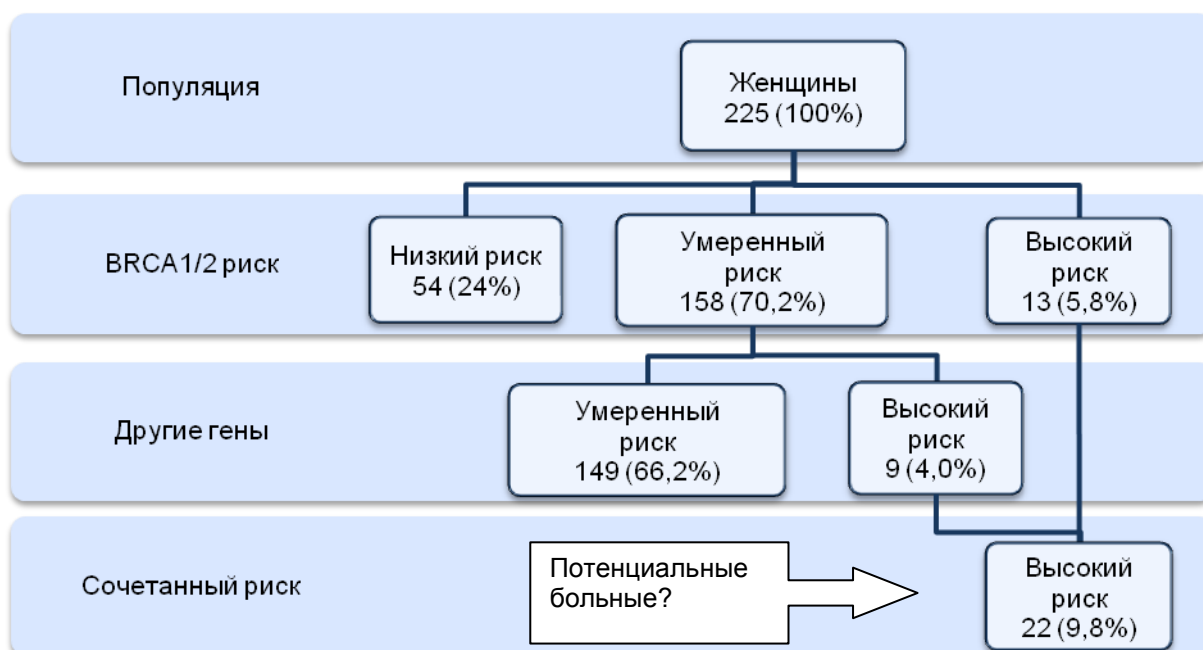 Популяция
Женщины
225 (100%)
BRCA1/2 риск
Низкий риск
54 (24%)
Умеренный
риск
158 (70,2%)
Высокий
риск
13 (5,8%)
Другие гены
Умеренный
риск
149 (66,2%)
Высокий
риск
9 (4,0%)
Сочетанный риск
Потенциальные
больные?
Высокий
риск
22 (9,8%)